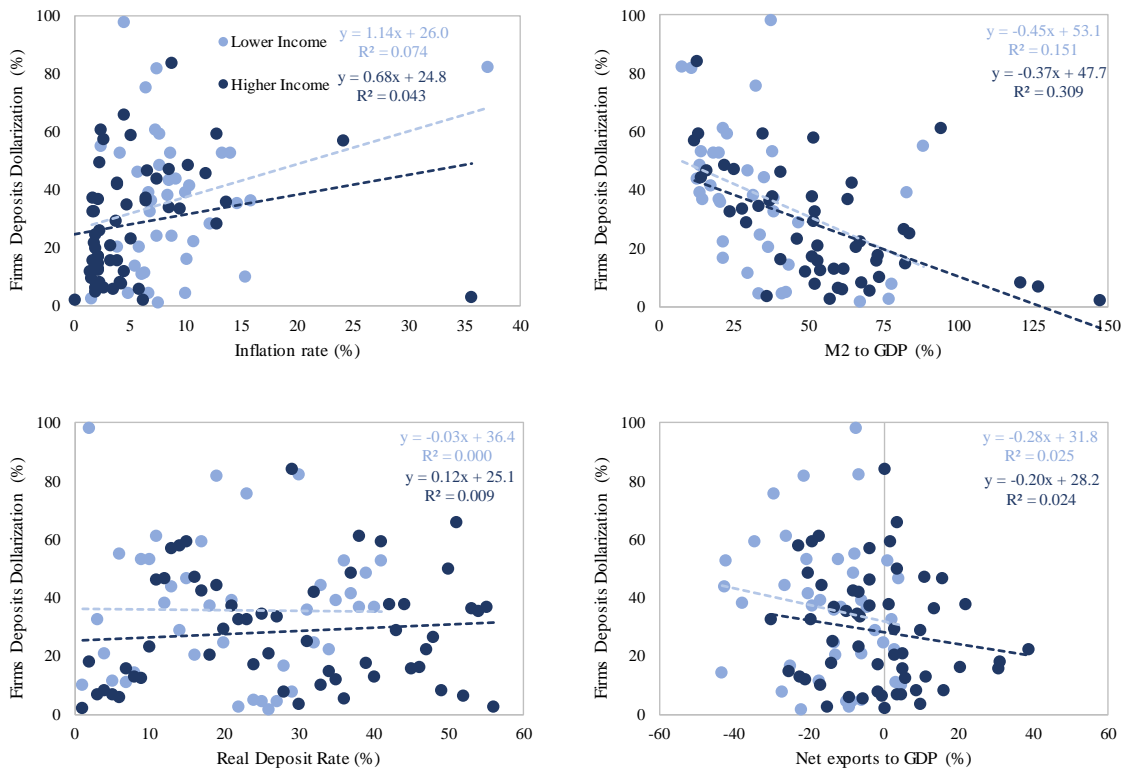 Firms Deposits Dollarization (%)
100
80
60
40
20
0
0 5 10 15 20 25 30 35 40
Inflation rate (%)
Lower Income
y = 1.14x + 26.0
R² = 0.074
Higher Income
y = 0.68x + 24.8
R² = 0.043
Firms Deposits Dollarization (%)
100
80
60
40
20
0
0 25 50 75 100 125 150
M2 to GDP (%)
y = -0.45x + 53.1
R² = 0.151
y = -0.37x + 47.7
R² = 0.309
Firms Deposits Dollarization (%)
100
80
60
40
20
0
0 10 20 30 40 50 60
Real Deposit Rate (%)
y = -0.03x + 36.4
R² = 0.000
y = 0.12x + 25.1
R² = 0.009
Firms Deposits Dollarization (%)
100
80
60
40
20
0
-60 -40 -20 0 20 40 60
Net exports to GDP (%)
y = -0.28x + 31.8
R² = 0.025
y = -0.20x + 28.2
R² = 0.024